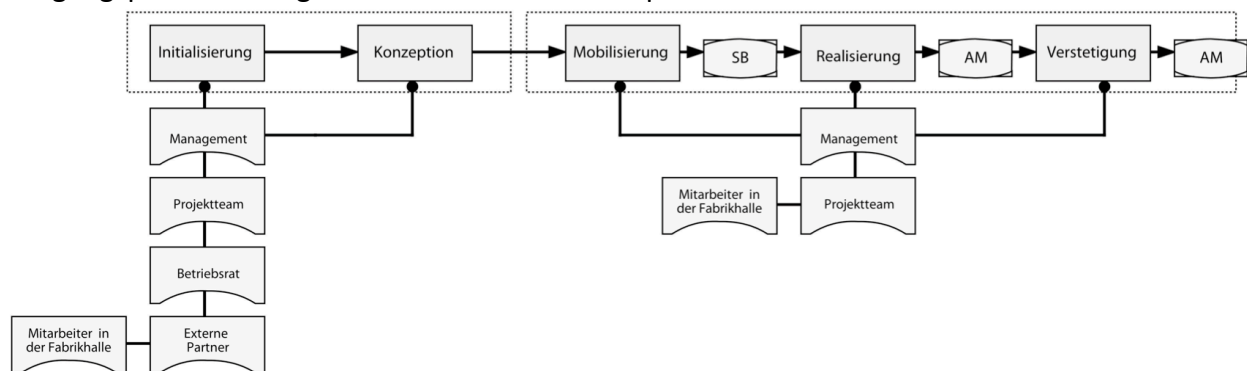 Initialisierung
Konzeption
Mobilisierung
SB
Realisierung
AM
Verstetigung
AM
Management
Management
Projektteam
Mitarbeiter in
der Fabrikhalle
Projektteam
Betriebsrat
Mitarbeiter in
der Fabrikhalle
Externe
Partner